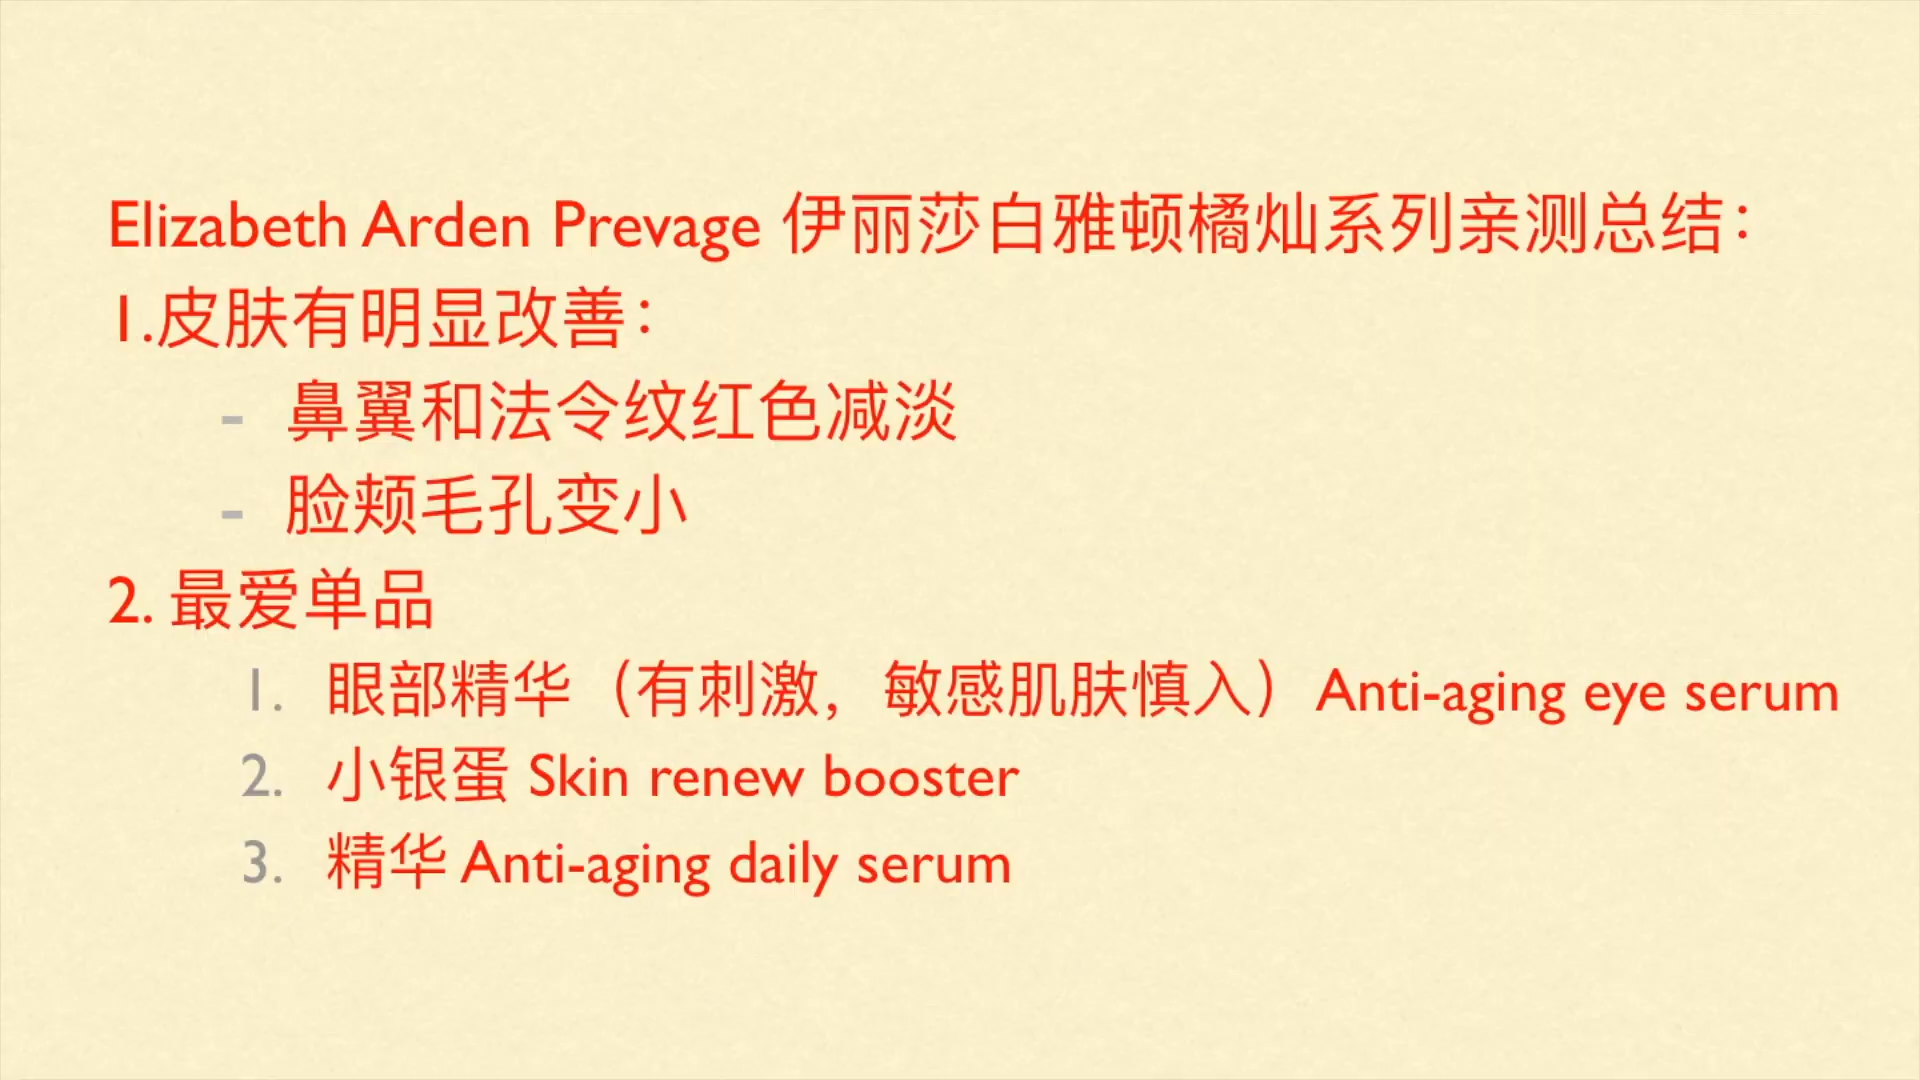 Elizabeth Arden Prevage 伊丽莎白雅顿橘灿系列亲测总结：
1.皮肤有明显改善：
- 鼻翼和法令纹红色减淡
- 脸颊毛孔变小
2. 最爱单品
1. 眼部精华（有刺激，敏感肌肤慎入）Anti-aging eye serum
2. 小银蛋 Skin renew booster
3. 精华 Anti-aging daily serum